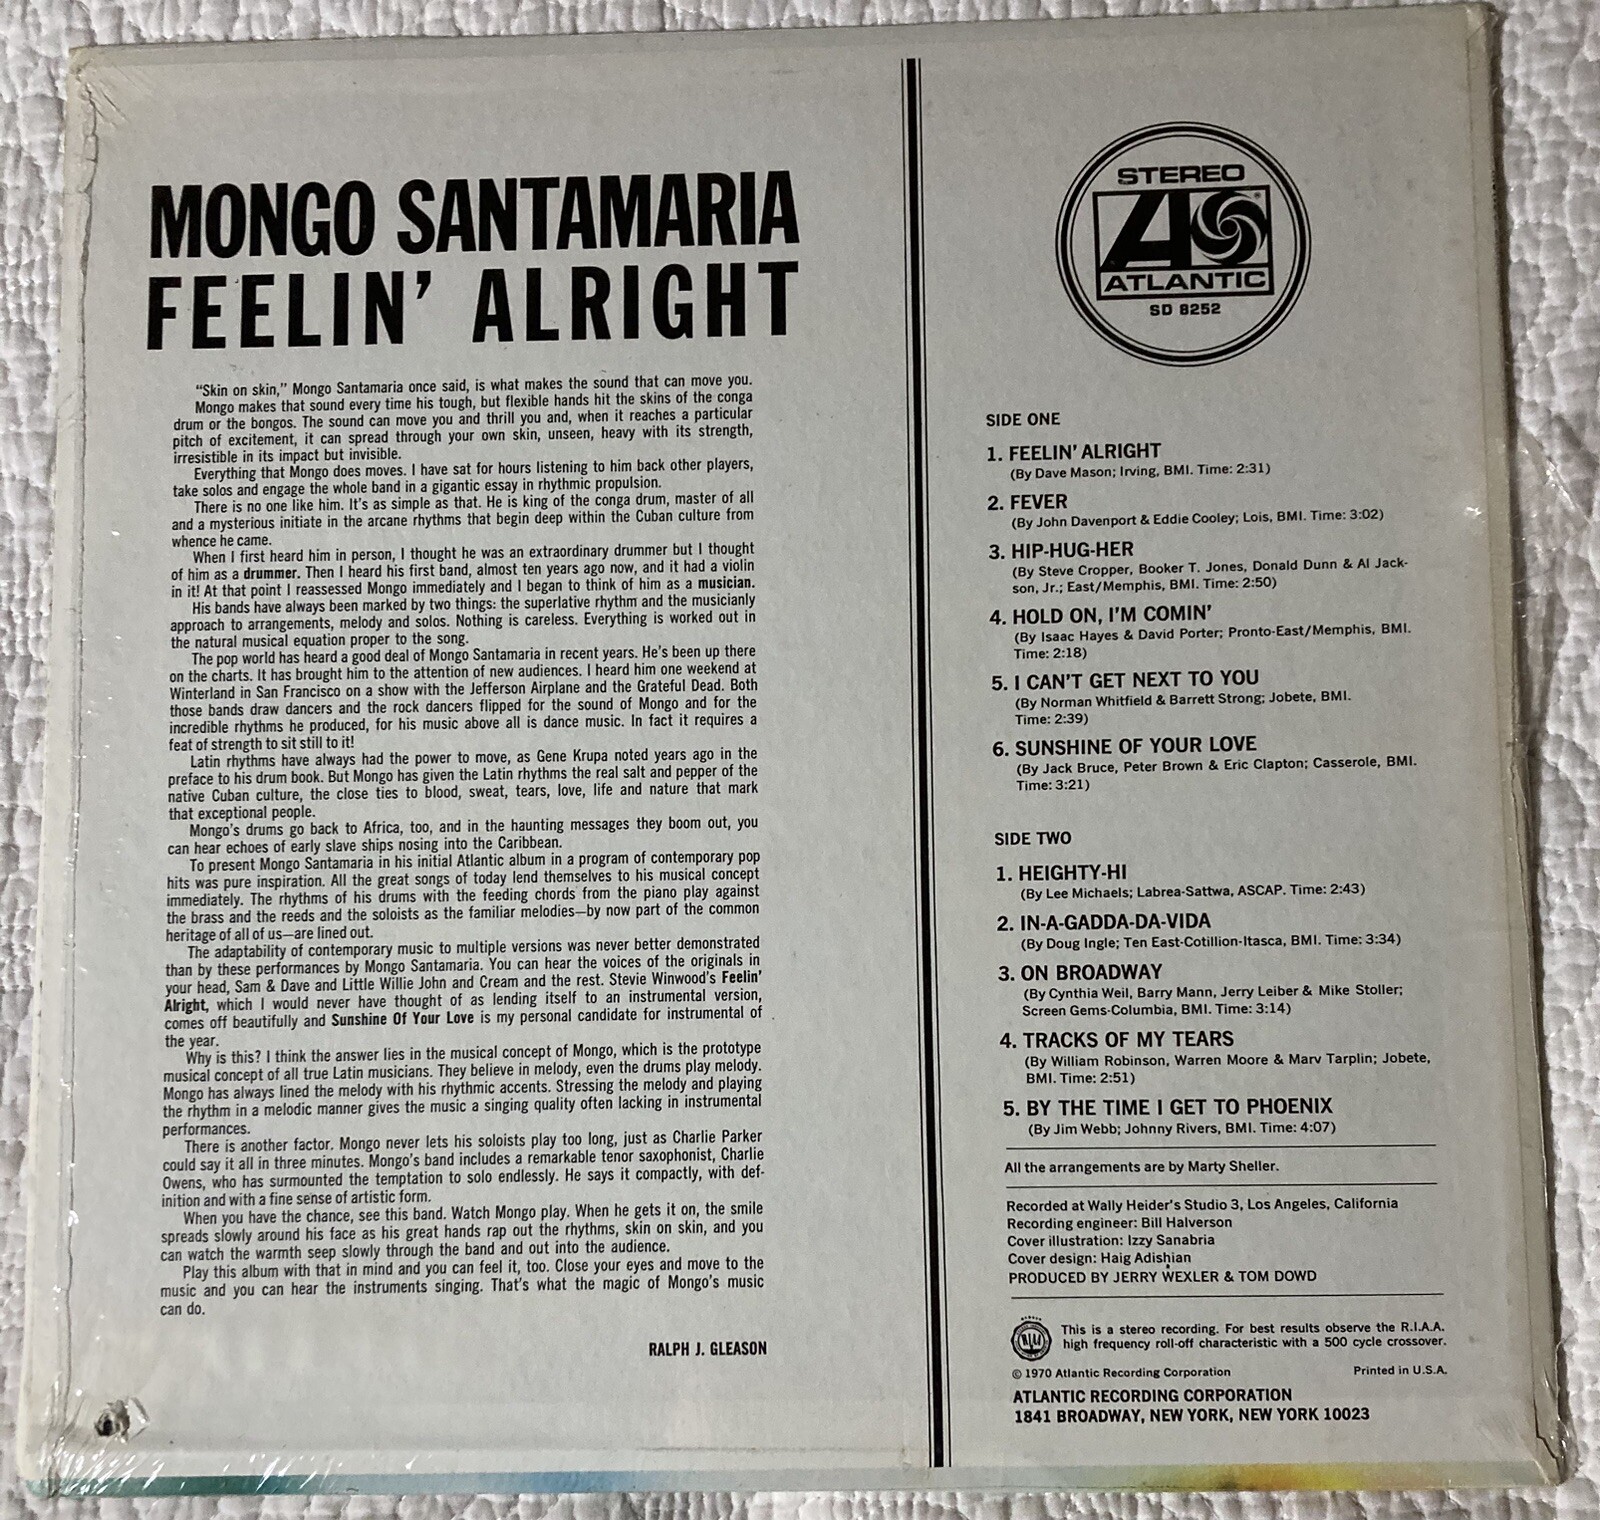 MONGO SANTAMARIA
FEELIN' ALRIGHT
"Skin on skin," Mongo Santamaria once said, is what makes the sound that can move you.
Mongo makes that sound every time his tough, but flexible hands hit the skins of the conga
drum or the bongos. The sound can move you and thrill you and, when it reaches a particular
pitch of excitement, it can spread through your own skin, unseen, heavy with its strength,
irresistible in its impact but invisible.
Everything that Mongo does moves. I have sat for hours listening to him back other players,
take solos and engage the whole band in a gigantic essay in rhythmic propulsion.
There is no one like him. It's as simple as that. He is king of the conga drum, master of all
and a mysterious initiate in the arcane rhythms that begin deep within the Cuban culture from
whence he came.
When I first heard him in person, I thought he was an extraordinary drummer but I thought
of him as a drummer. Then I heard his first band, almost ten years ago now, and it had a violin
in it! At that point I reassessed Mongo immediately and I began to think of him as a musician.
His bands have always been marked by two things: the superlative rhythm and the musicianly
approach to arrangements, melody and solos. Nothing is careless. Everything is worked out in
the natural musical equation proper to the song.
The pop world has heard a good deal of Mongo Santamaria in recent years. He's been up there
on the charts. It has brought him to the attention of new audiences. I heard him one weekend at
Winterland in San Francisco on a show with the Jefferson Airplane and the Grateful Dead. Both
those bands draw dancers and the rock dancers flipped for the sound of Mongo and for the
incredible rhythms he produced, for his music above all is dance music. In fact it requires a
feat of strength to sit still to it!
Latin rhythms have always had the power to move, as Gene Krupa noted years ago in the
preface to his drum book. But Mongo has given the Latin rhythms the real salt and pepper of the
native Cuban culture, the close ties to blood, sweat, tears, love, life and nature that mark
that exceptional people.
Mongo's drums go back to Africa, too, and in the haunting messages they boom out, you
can hear echoes of early slave ships nosing into the Caribbean.
To present Mongo Santamaria in his initial Atlantic album in a program of contemporary pop
hits was pure inspiration. All the great songs of today lend themselves to his musical concept
immediately. The rhythms of his drums with the feeding chords from the piano play against
the brass and the reeds and the soloists as the familiar melodies—by now part of the common
heritage of all of us—are lined out.
The adaptability of contemporary music to multiple versions was never better demonstrated
than by these performances by Mongo Santamaria. You can hear the voices of the originals in
your head, Sam & Dave and Little Willie John and Cream and the rest. Stevie Winwood's Feelin'
Alright, which I would never have thought of as lending itself to an instrumental version,
comes off beautifully and Sunshine Of Your Love is my personal candidate for instrumental of
the year.
Why is this? I think the answer lies in the musical concept of Mongo, which is the prototype
musical concept of all true Latin musicians. They believe in melody, even the drums play melody.
Mongo has always lined the melody with his rhythmic accents. Stressing the melody and playing
the rhythm in a melodic manner gives the music a singing quality often lacking in instrumental
performances.
There is another factor. Mongo never lets his soloists play too long, just as Charlie Parker
could say it all in three minutes. Mongo's band includes a remarkable tenor saxophonist, Charlie
Owens, who has surmounted the temptation to solo endlessly. He says it compactly, with def-
inition and with a fine sense of artistic form.
When you have the chance, see this band. Watch Mongo play. When he gets it on, the smile
spreads slowly around his face as his great hands rap out the rhythms, skin on skin, and you
can watch the warmth seep slowly through the band and out into the audience.
Play this album with that in mind and you can feel it, too. Close your eyes and move to the
music and you can hear the instruments singing. That's what the magic of Mongo's music
can do.
RALPH J. GLEASON
STEREO
ATLANTIC
SD 8252
SIDE ONE
1. FEELIN' ALRIGHT
(By Dave Mason; Irving, BMI. Time: 2:31)
2. FEVER
(By John Davenport & Eddie Cooley; Lois, BMI. Time: 3:02)
3. HIP-HUG-HER
(By Steve Cropper, Booker T. Jones, Donald Dunn & Al Jack-
son, Jr.; East/Memphis, BMI. Time: 2:50)
4. HOLD ON, I'M COMIN'
(By Isaac Hayes & David Porter; Pronto-East/Memphis, BMI.
Time: 2:18)
5. I CAN'T GET NEXT TO YOU
(By Norman Whitfield & Barrett Strong; Jobete, BMI.
Time: 2:39)
6. SUNSHINE OF YOUR LOVE
(By Jack Bruce, Peter Brown & Eric Clapton; Casserole, BMI.
Time: 3:21)
SIDE TWO
1. HEIGHTY-HI
(By Lee Michaels; Labrea-Sattwa, ASCAP. Time: 2:43)
2. IN-A-GADDA-DA-VIDA
(By Doug Ingle; Ten East-Cotillion-Itasca, BMI. Time: 3:34)
3. ON BROADWAY
(By Cynthia Weil, Barry Mann, Jerry Leiber & Mike Stoller;
Screen Gems-Columbia, BMI. Time: 3:14)
4. TRACKS OF MY TEARS
(By William Robinson, Warren Moore & Marv Tarplin; Jobete,
BMI. Time: 2:51)
5. BY THE TIME I GET TO PHOENIX
(By Jim Webb; Johnny Rivers, BMI. Time: 4:07)
All the arrangements are by Marty Sheller.
Recorded at Wally Heider's Studio 3, Los Angeles, California
Recording engineer: Bill Halverson
Cover illustration: Izzy Sanabria
Cover design: Haig Adishian
PRODUCED BY JERRY WEXLER & TOM DOWD
This is a stereo recording. For best results observe the R.I.A.A.
high frequency roll-off characteristic with a 500 cycle crossover.
© 1970 Atlantic Recording Corporation Printed in U.S.A.
ATLANTIC RECORDING CORPORATION
1841 BROADWAY, NEW YORK, NEW YORK 10023